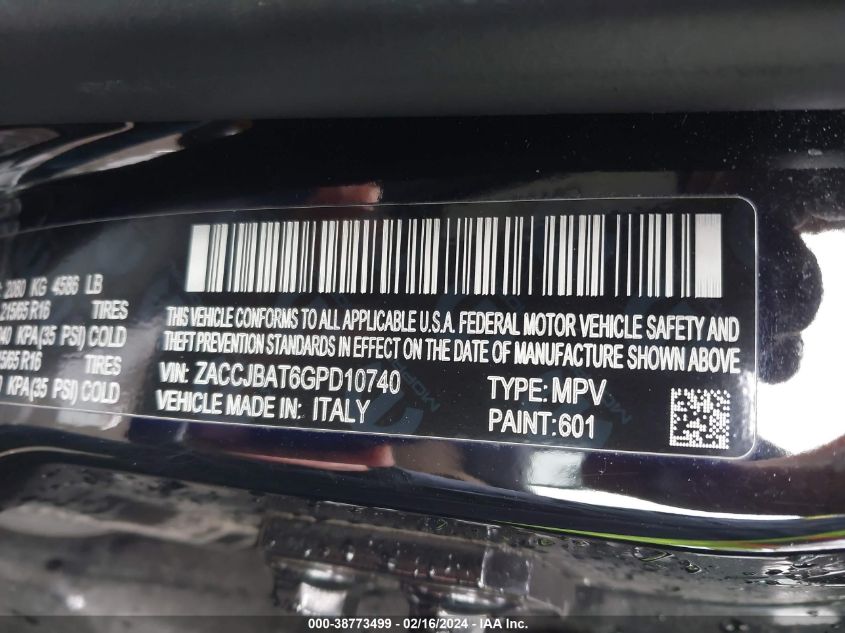 2080 KG 4586 LB
21565 R16 TIRES
KPA(35 PSI) COLD
R16 TIRES
KPA(35 PSI) COLD
THIS VEHICLE CONFORMS TO ALL APPLICABLE U.S.A. FEDERAL MOTOR VEHICLE SAFETY AND
THEFT PREVENTION STANDARDS IN EFFECT ON THE DATE OF MANUFACTURE SHOWN ABOVE
VIN: ZACCJBAT6GPD10740 TYPE: MPV
VEHICLE MADE IN: ITALY PAINT: 601
000-38773499 - 02/16/2024 - © IAA, Inc.